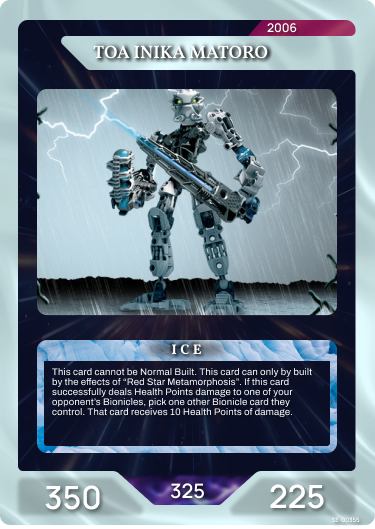 2006
TOA INIKA MATORO
ICE
This card cannot be Normal Built. This card can only by built
by the effects of “Red Star Metamorphosis”. If this card
successfully deals Health Points damage to one of your
opponent's Bionicles, pick one other Bionicle card they
control. That card receives 10 Health Points of damage.
350
325
225